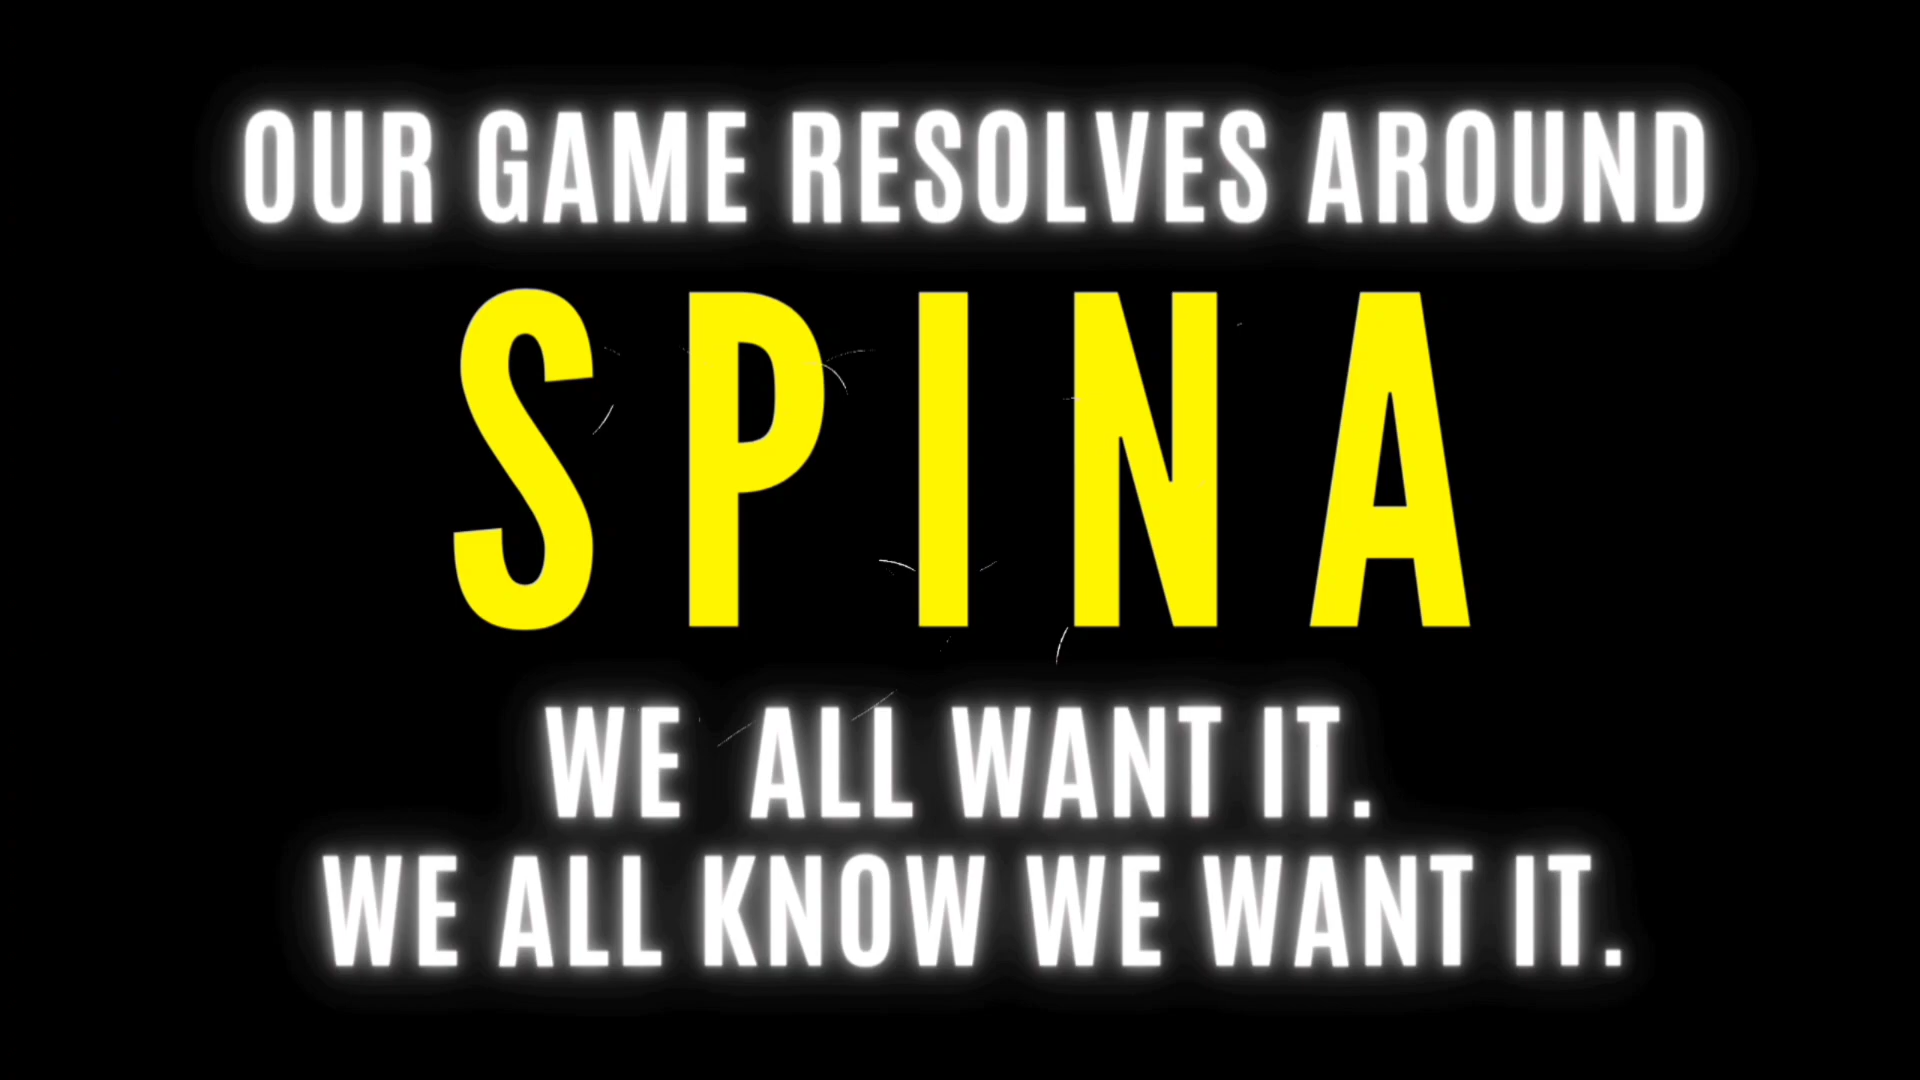 OUR GAME RESOLVES AROUND
SPINA
WE ALL WANT IT.
WE ALL KNOW WE WANT IT.